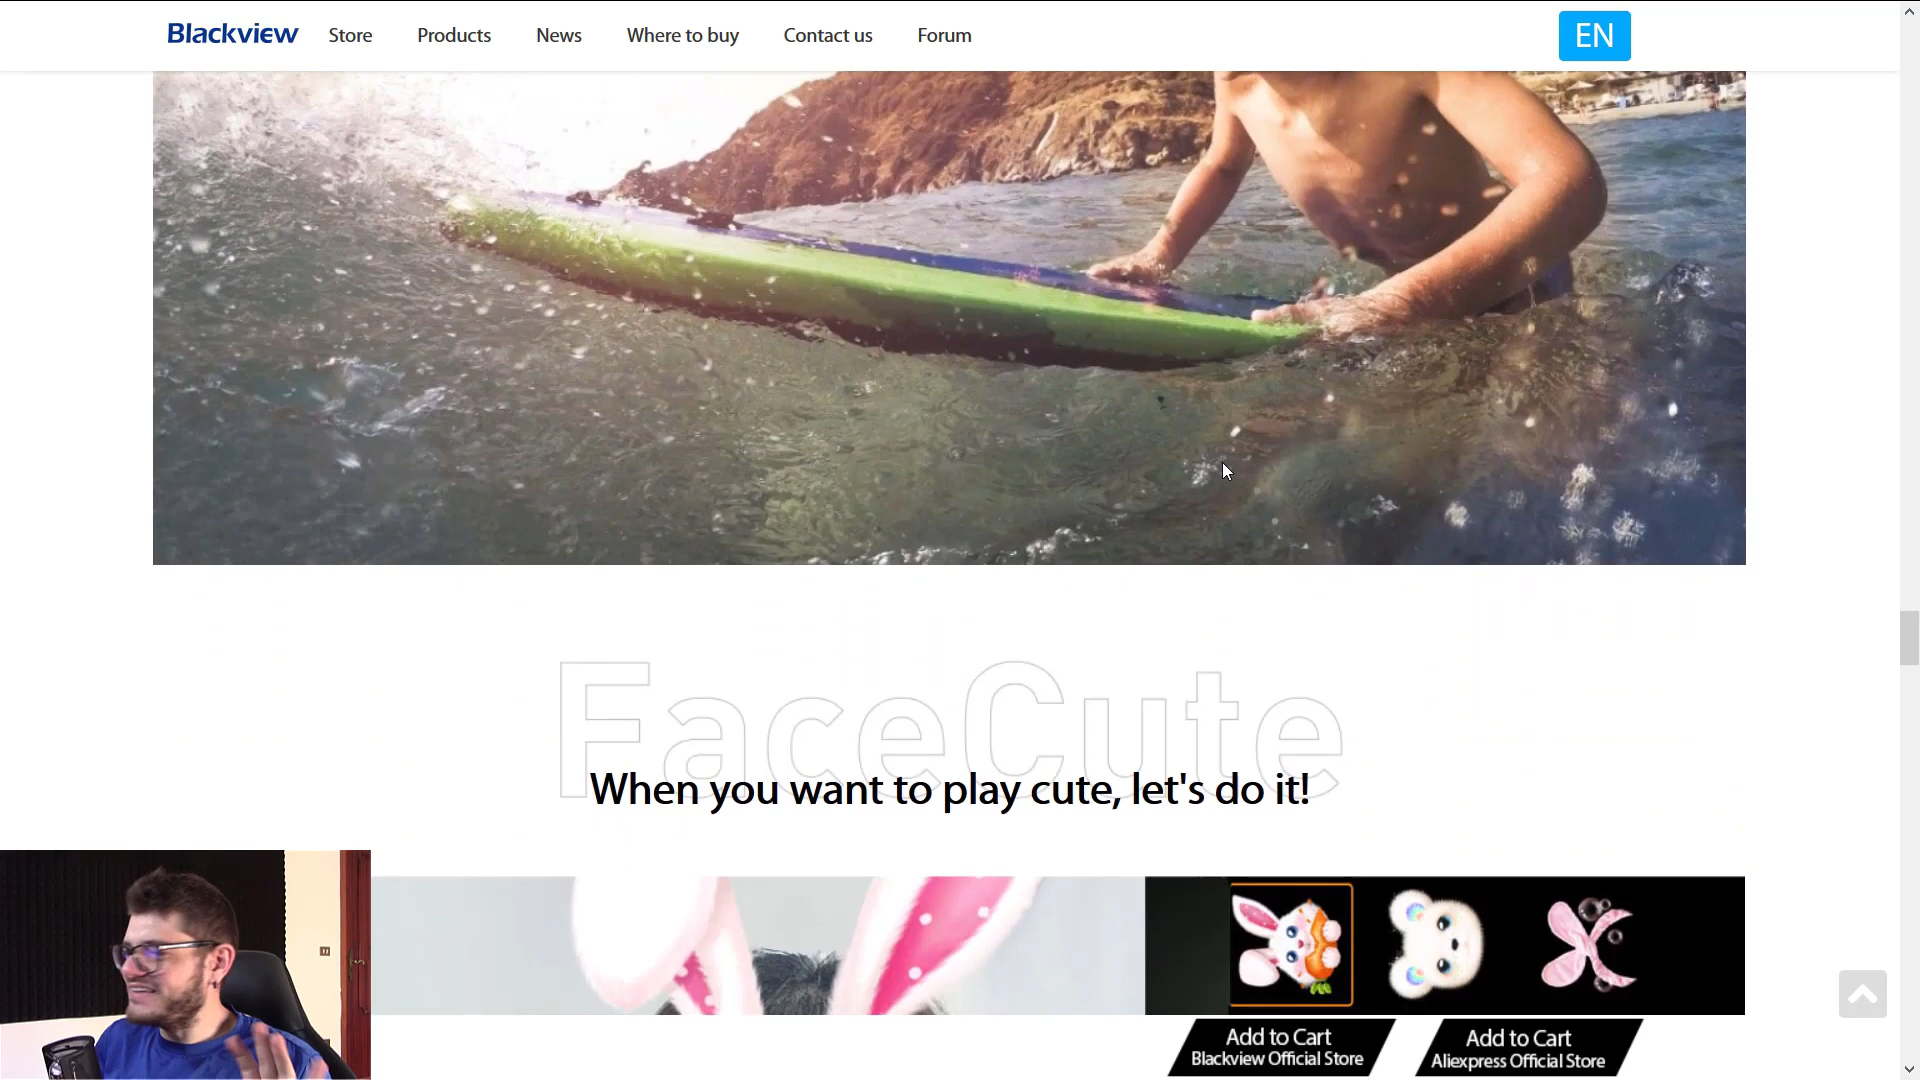 Blackview Store Products News Where to buy Contact us Forum EN
FaceCute
When you want to play cute, let's do it!
Add to Cart
Blackview Official Store
Add to Cart
Aliexpress Official Store